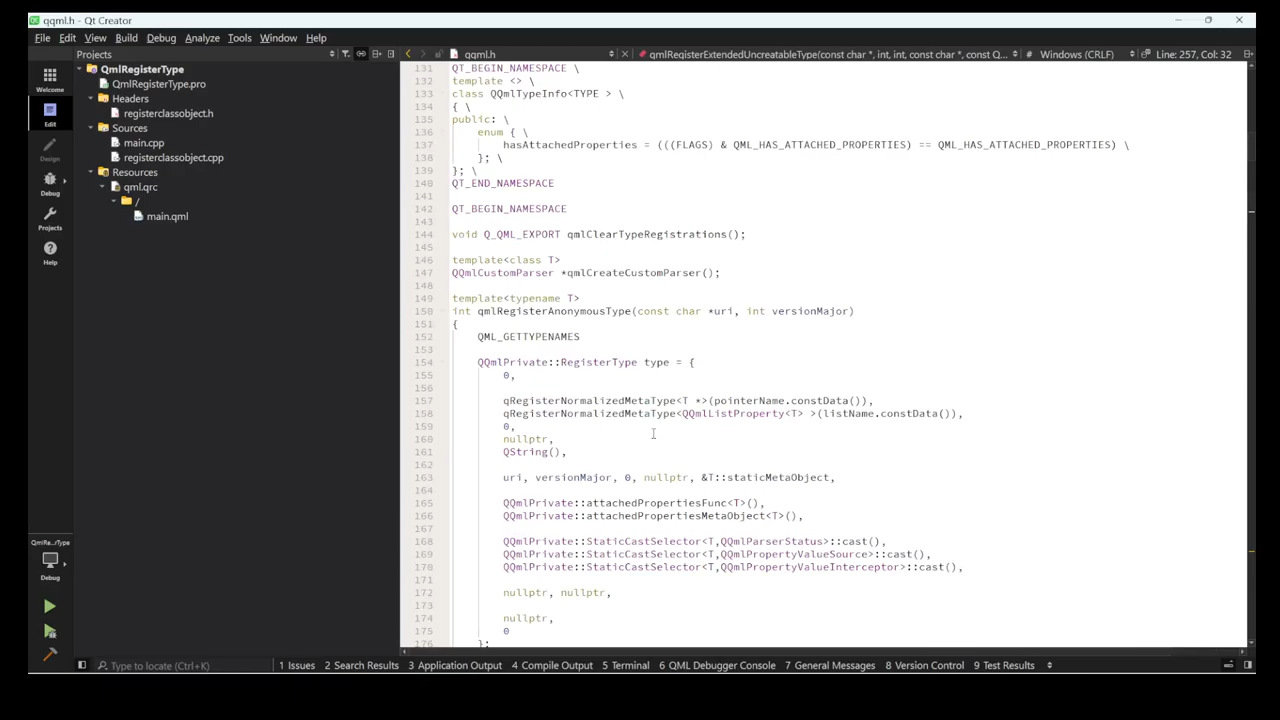 qqml.h - Qt Creator
File Edit View Build Debug Analyze Tools Window Help
Projects
qqml.h
qmlRegisterExtendedUncreatableType(const char *, int, int, const char *, const Q...
# Windows (CRLF)
Line: 257, Col: 32
Welcome
Edit
Design
Debug
Projects
Help
QmlRegisterType
QmlRegisterType.pro
Headers
registerclassobject.h
Sources
main.cpp
registerclassobject.cpp
Resources
qml.qrc
/
main.qml
131 QT_BEGIN_NAMESPACE \
132 template <> \
133 class QQmlTypeInfo<TYPE > \
134 { \
135 public: \
136 enum { \
137 hasAttachedProperties = (((FLAGS) & QML_HAS_ATTACHED_PROPERTIES) == QML_HAS_ATTACHED_PROPERTIES) \
138 }; \
139 }; \
140 QT_END_NAMESPACE
141
142 QT_BEGIN_NAMESPACE
143
144 void Q_QML_EXPORT qmlClearTypeRegistrations();
145
146 template<class T>
147 QQmlCustomParser *qmlCreateCustomParser();
148
149 template<typename T>
150 int qmlRegisterAnonymousType(const char *uri, int versionMajor)
151 {
152 QML_GETTYPENAMES
153
154 QQmlPrivate::RegisterType type = {
155 0,
156
157 qRegisterNormalizedMetaType<T *>(pointerName.constData()),
158 qRegisterNormalizedMetaType<QQmlListProperty<T> >(listName.constData()),
159 0,
160 nullptr,
161 QString(),
162
163 uri, versionMajor, 0, nullptr, &T::staticMetaObject,
164
165 QQmlPrivate::attachedPropertiesFunc<T>(),
166 QQmlPrivate::attachedPropertiesMetaObject<T>(),
167
168 QQmlPrivate::StaticCastSelector<T,QQmlParserStatus>::cast(),
169 QQmlPrivate::StaticCastSelector<T,QQmlPropertyValueSource>::cast(),
170 QQmlPrivate::StaticCastSelector<T,QQmlPropertyValueInterceptor>::cast(),
171
172 nullptr, nullptr,
173
174 nullptr,
175 0
176 };
QmlRe...rType
Debug
Type to locate (Ctrl+K)
1 Issues 2 Search Results 3 Application Output 4 Compile Output 5 Terminal 6 QML Debugger Console 7 General Messages 8 Version Control 9 Test Results